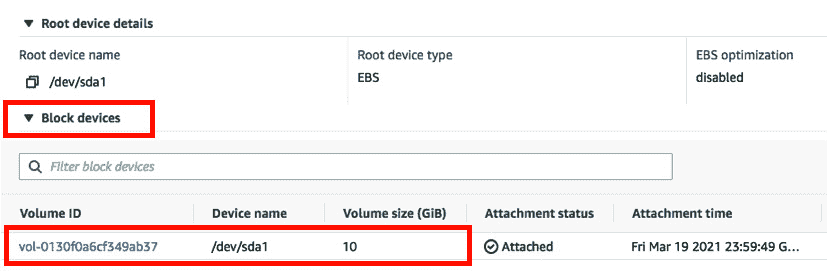 Root device details
Root device name
Root device type
EBS optimization
/dev/sda1
EBS
disabled
Block devices
Filter block devices
Volume ID
Device name
Volume size (GiB)
Attachment status
Attachment time
vol-0130f0a6cf349ab37
/dev/sda1
10
Attached
Fri Mar 19 2021 23:59:49 G...